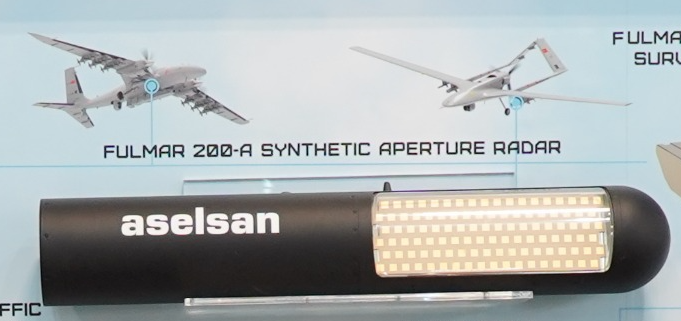 FULMA
SURV
FULMAR 200-A SYNTHETIC APERTURE RADAR
aselsan
FFIC